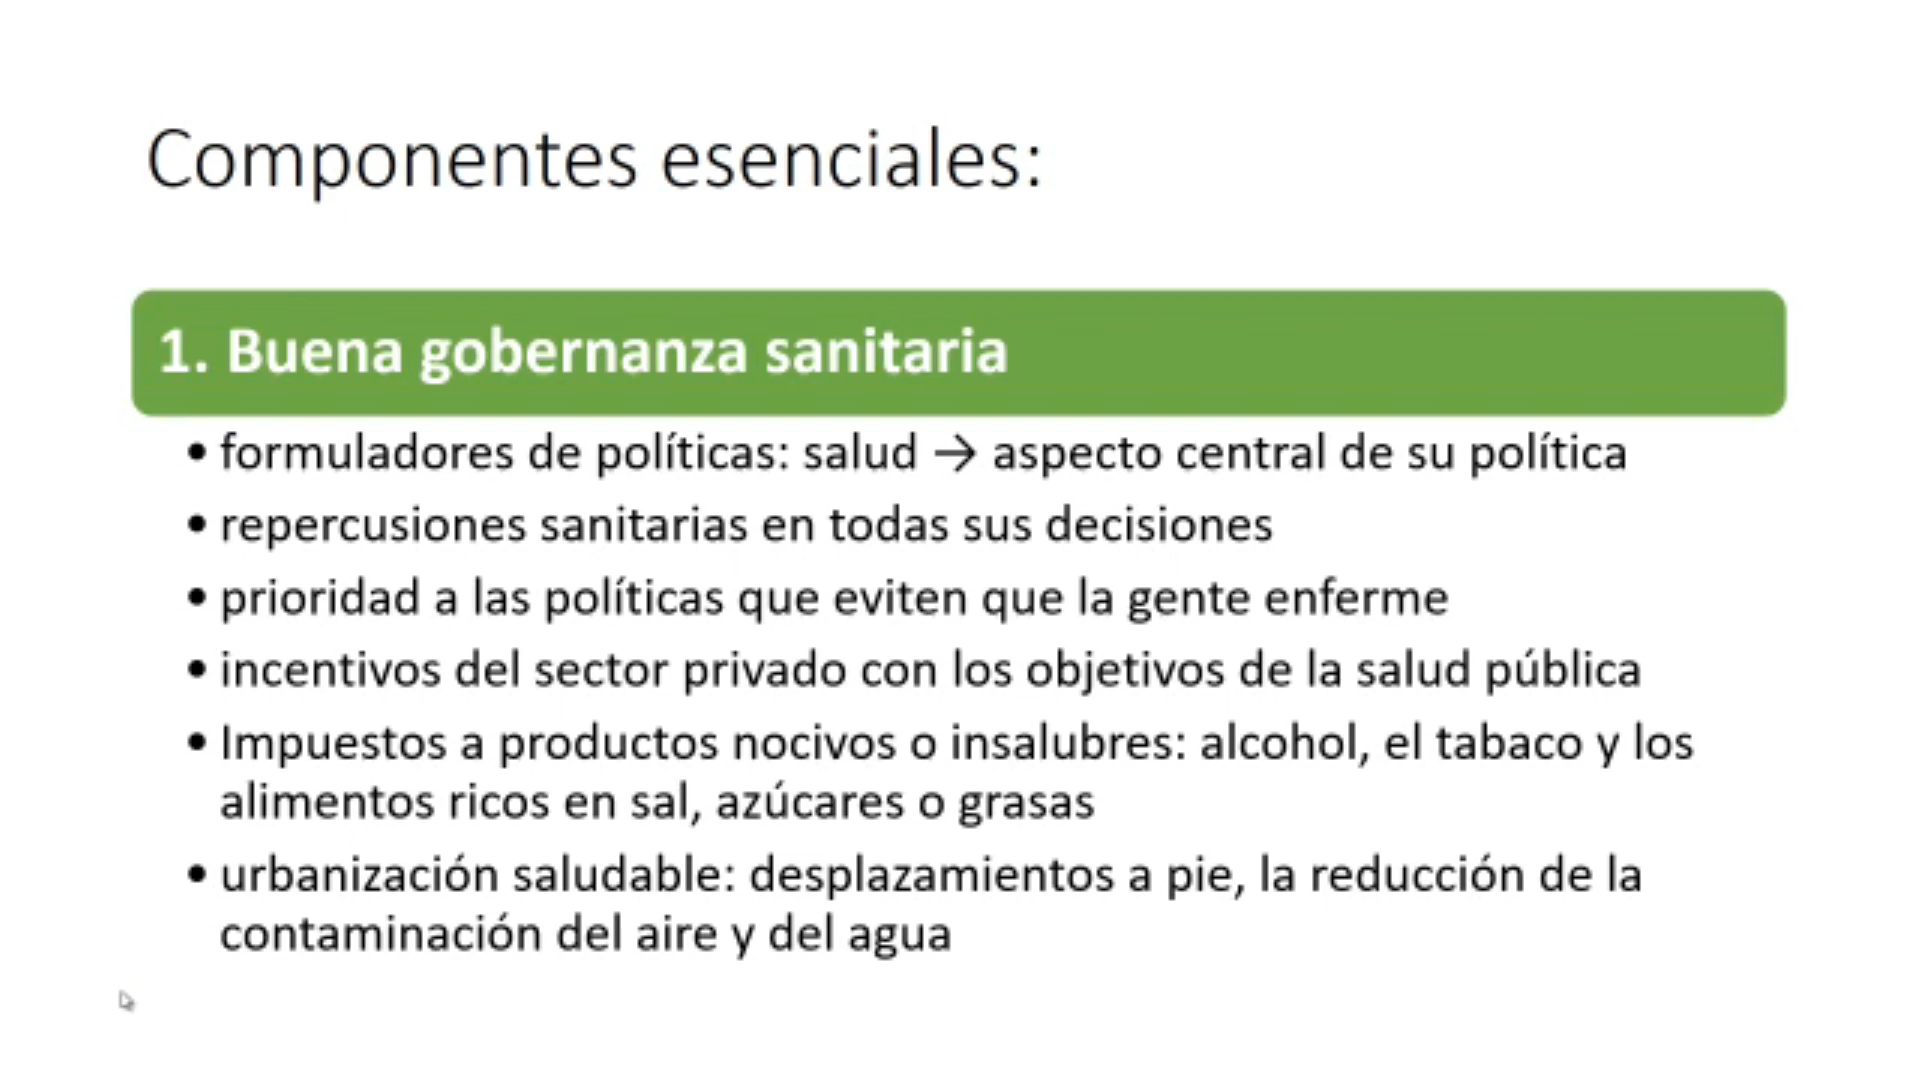 Componentes esenciales:
1. Buena gobernanza sanitaria
• formuladores de políticas: salud → aspecto central de su política
• repercusiones sanitarias en todas sus decisiones
• prioridad a las políticas que eviten que la gente enferme
• incentivos del sector privado con los objetivos de la salud pública
• Impuestos a productos nocivos o insalubres: alcohol, el tabaco y los
alimentos ricos en sal, azúcares o grasas
• urbanización saludable: desplazamientos a pie, la reducción de la
contaminación del aire y del agua